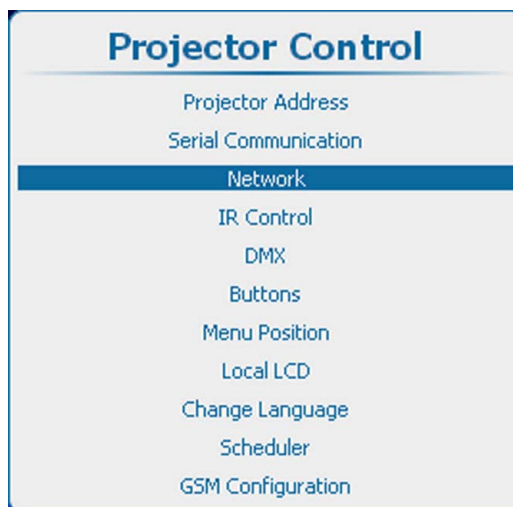 Projector Control
Projector Address
Serial Communication
Network
IR Control
DMX
Buttons
Menu Position
Local LCD
Change Language
Scheduler
GSM Configuration